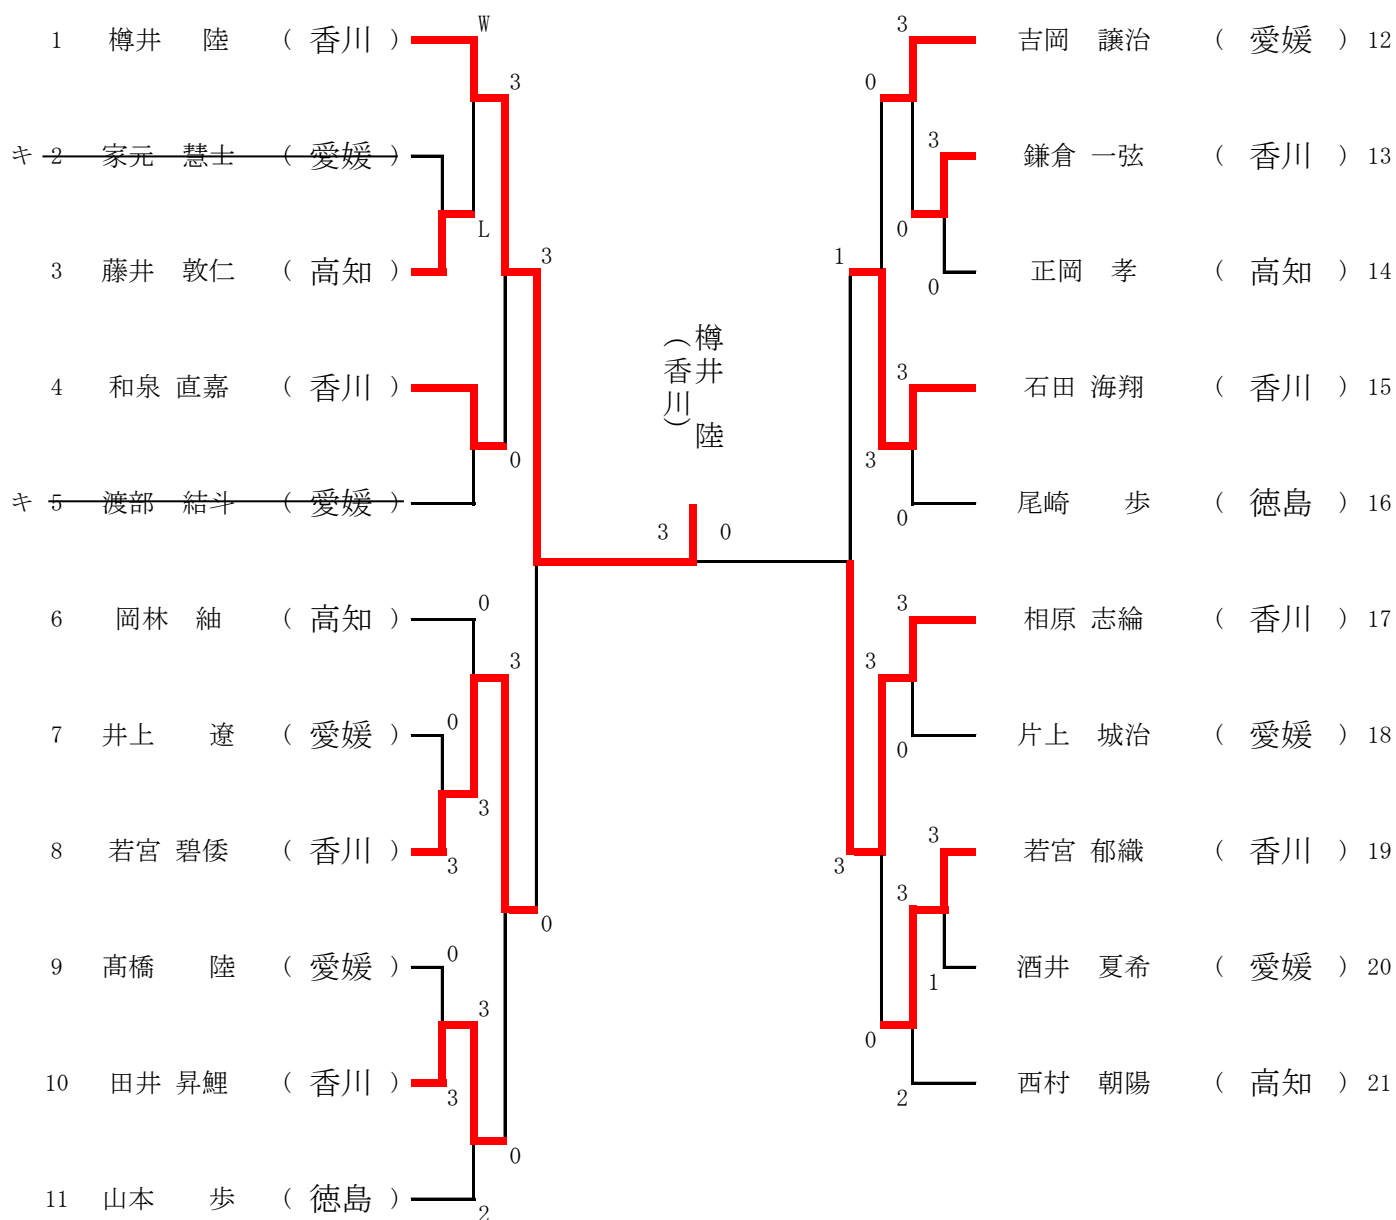 1 樽井 陸 ( 香川 ) W
3
キ 2 家元 慧士 ( 愛媛 )
L
3 藤井 敦仁 ( 高知 ) 3
4 和泉 直嘉 ( 香川 )
0
キ 5 渡部 結斗 ( 愛媛 )
6 岡林 紬 ( 高知 ) 0
3
7 井上 遼 ( 愛媛 ) 0
3
8 若宮 碧倭 ( 香川 ) 3
0
9 髙橋 陸 ( 愛媛 ) 0
3
10 田井 昇鯉 ( 香川 ) 3
0
11 山本 歩 ( 徳島 ) 2
樽井 陸
(香川)
3 0
3 吉岡 譲治 ( 愛媛 ) 12
0
3 鎌倉 一弦 ( 香川 ) 13
0
1
0 正岡 孝 ( 高知 ) 14
3 石田 海翔 ( 香川 ) 15
3
0 尾崎 歩 ( 徳島 ) 16
3 相原 志綸 ( 香川 ) 17
3
0 片上 城治 ( 愛媛 ) 18
3 若宮 郁織 ( 香川 ) 19
3
3
1 酒井 夏希 ( 愛媛 ) 20
0
2 西村 朝陽 ( 高知 ) 21